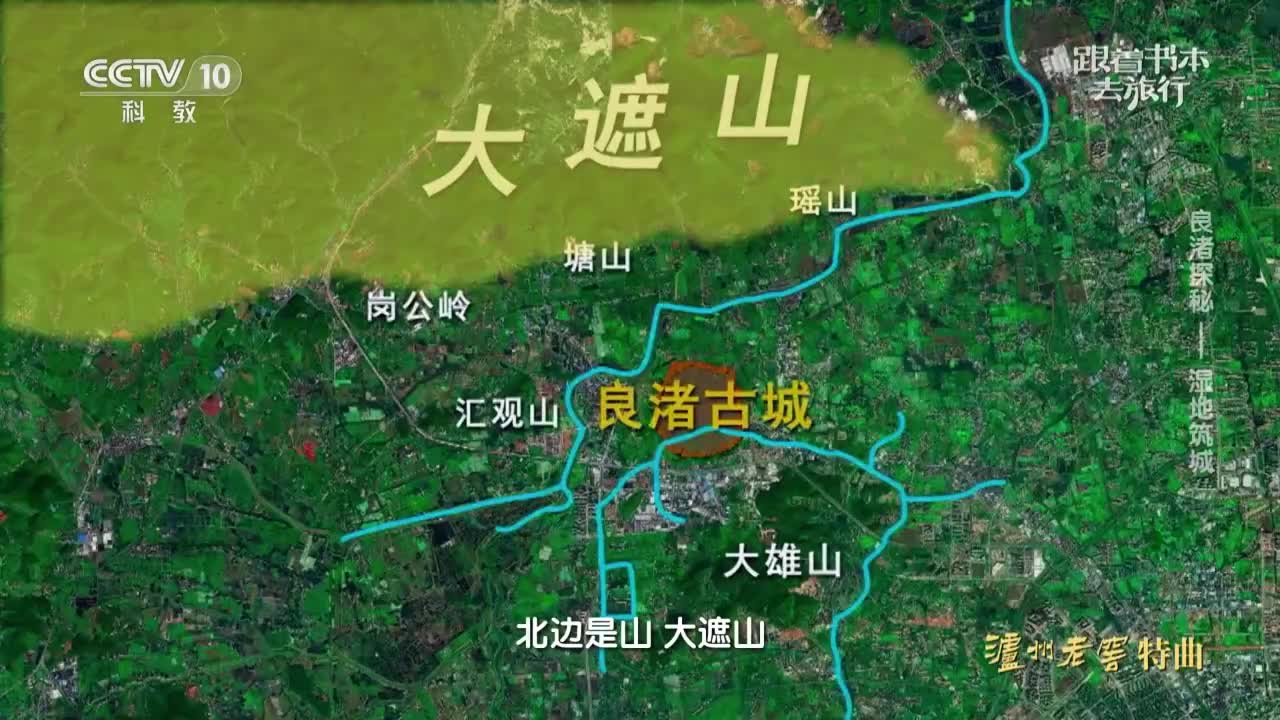 CCTV 10
科教
跟着书本
去旅行
大遮山
瑶山
塘山
岗公岭
汇观山
良渚古城
大雄山
良渚探秘——湿地筑城
北边是山 大遮山
泸州老窖特曲